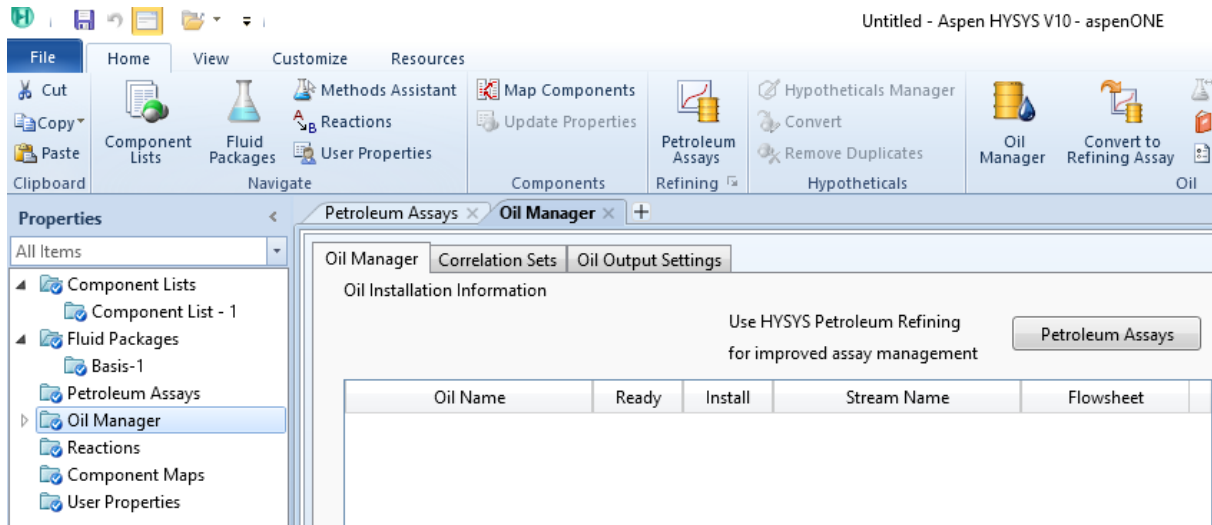 Untitled - Aspen HYSYS V10 - aspenONE
File Home View Customize Resources
Cut
Copy
Paste
Clipboard
Component Lists
Fluid Packages
Methods Assistant
Reactions
User Properties
Navigate
Map Components
Update Properties
Components
Petroleum Assays
Refining
Hypotheticals Manager
Convert
Remove Duplicates
Hypotheticals
Oil Manager
Convert to Refining Assay
Oil
Properties
All Items
Component Lists
Component List - 1
Fluid Packages
Basis-1
Petroleum Assays
Oil Manager
Reactions
Component Maps
User Properties
Petroleum Assays Oil Manager
Oil Manager Correlation Sets Oil Output Settings
Oil Installation Information
Use HYSYS Petroleum Refining
for improved assay management
Petroleum Assays
Oil Name Ready Install Stream Name Flowsheet